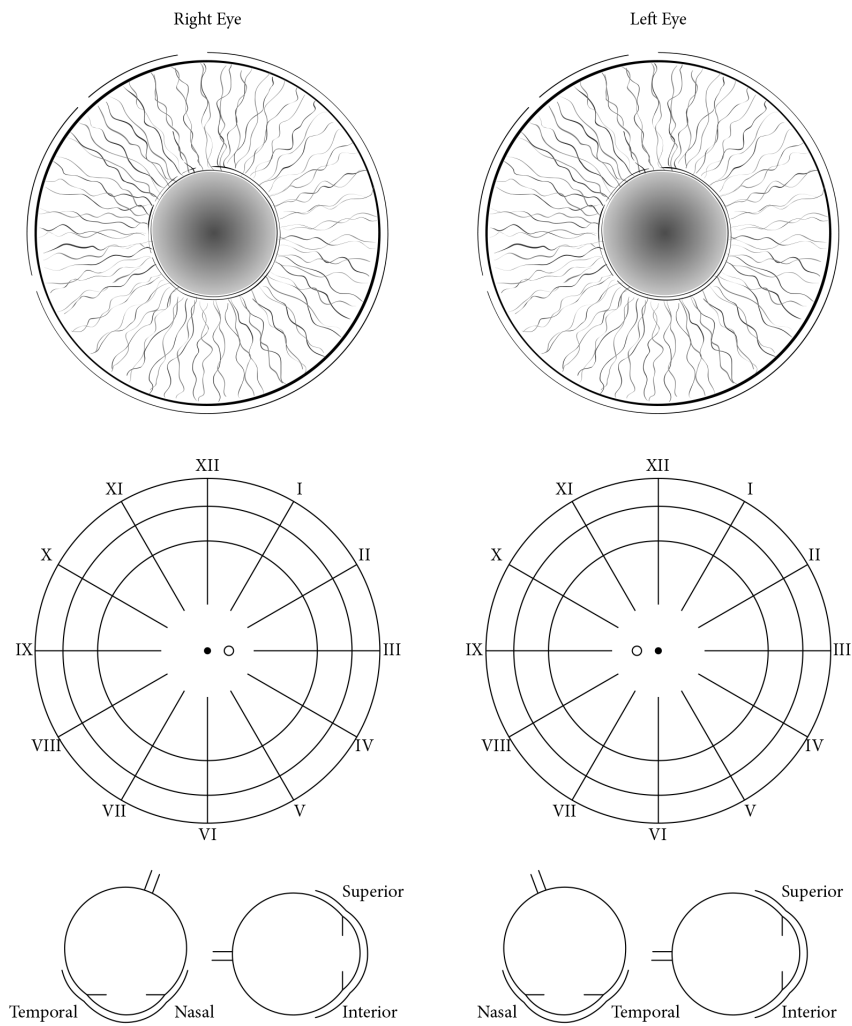 Right Eye
Left Eye
XII
XI
I
X
II
IX
III
VIII
IV
VII
V
VI
XII
XI
I
X
II
IX
III
VIII
IV
VII
V
VI
Superior
Temporal
Nasal
Interior
Superior
Nasal
Temporal
Interior